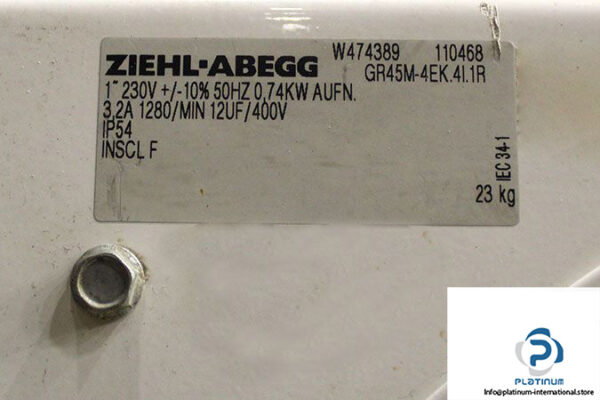 W474389 110468
ZIEHL-ABEGG GR45M-4EK.4I.1R
1~ 230V +/-10% 50HZ 0,74KW AUFN.
3,2A 1280/MIN 12UF/400V
IP54
INSCL F
IEC 34-1
23 kg
PLATINUM
Info@platinum-international.store